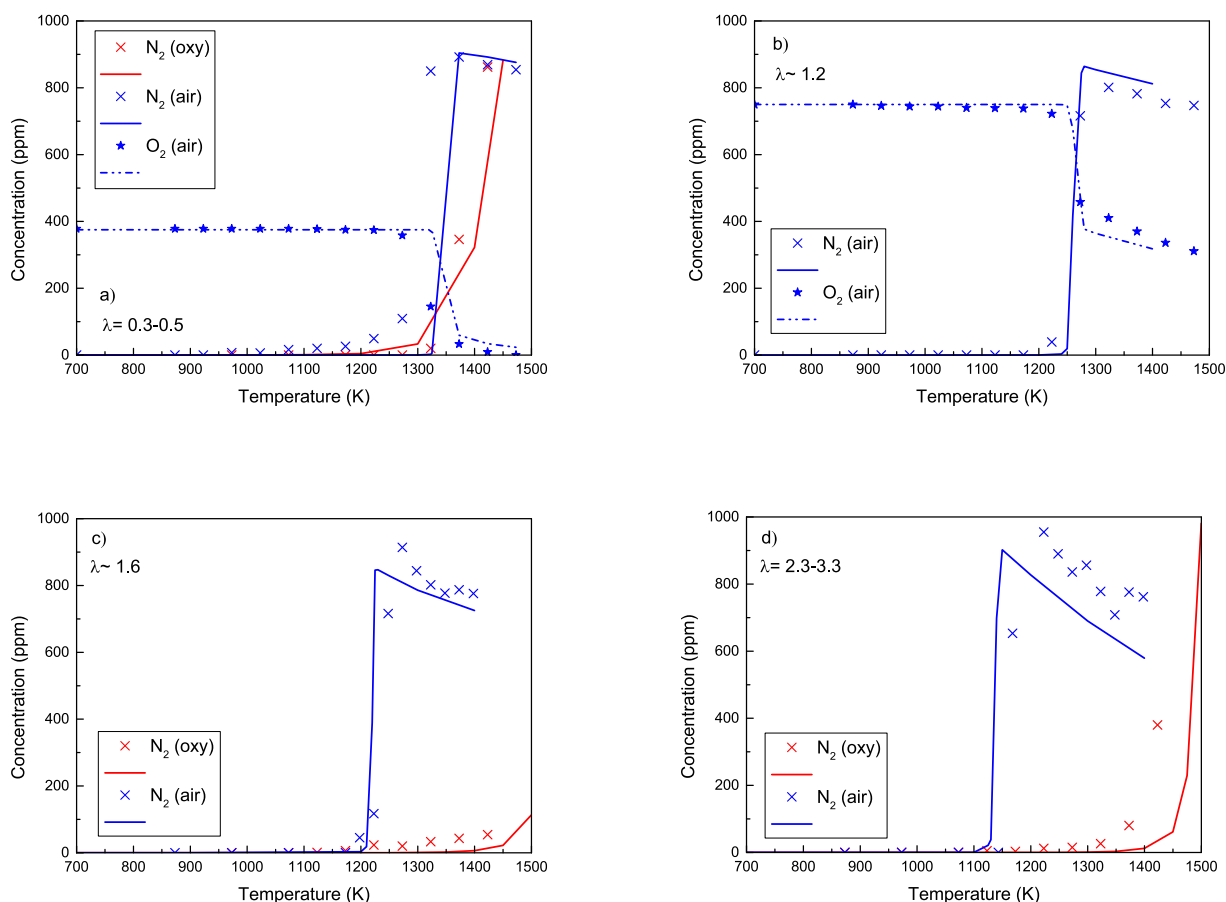 1000
800
600
400
200
0
Concentration (ppm)
N2 (oxy)
N2 (air)
O2 (air)
a)
λ= 0.3-0.5
700 800 900 1000 1100 1200 1300 1400 1500
Temperature (K)
1000
800
600
400
200
0
Concentration (ppm)
b)
λ~ 1.2
N2 (air)
O2 (air)
700 800 900 1000 1100 1200 1300 1400 1500
Temperature (K)
1000
800
600
400
200
0
Concentration (ppm)
c)
λ~ 1.6
N2 (oxy)
N2 (air)
700 800 900 1000 1100 1200 1300 1400 1500
Temperature (K)
1000
800
600
400
200
0
Concentration (ppm)
d)
λ= 2.3-3.3
N2 (oxy)
N2 (air)
700 800 900 1000 1100 1200 1300 1400 1500
Temperature (K)